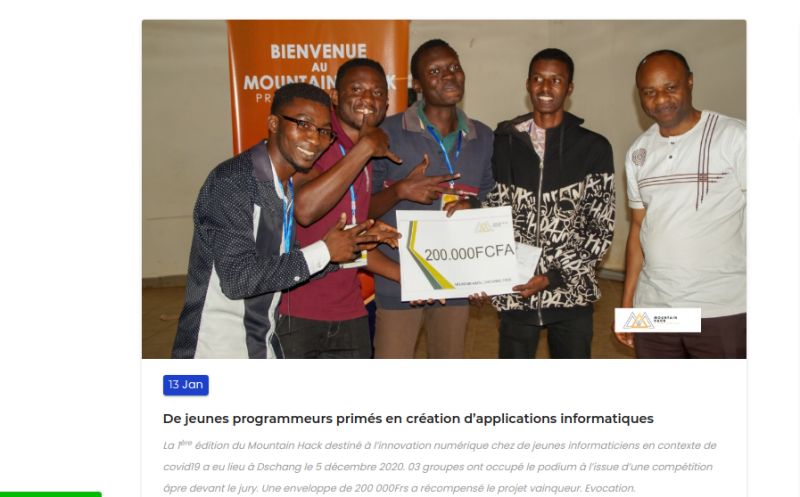 BIENVENUE
AU
200.000FCFA
MOUNTAIN
HACK
13 Jan
De jeunes programmeurs primés en création d'applications informatiques
La 1ère édition du Mountain Hack destiné à l'innovation numérique chez de jeunes informaticiens en contexte de
covid19 a eu lieu à Dschang le 5 décembre 2020. 03 groupes ont occupé le podium à l'issue d'une compétition
âpre devant le jury. Une enveloppe de 200 000Frs a récompensé le projet vainqueur. Evocation.